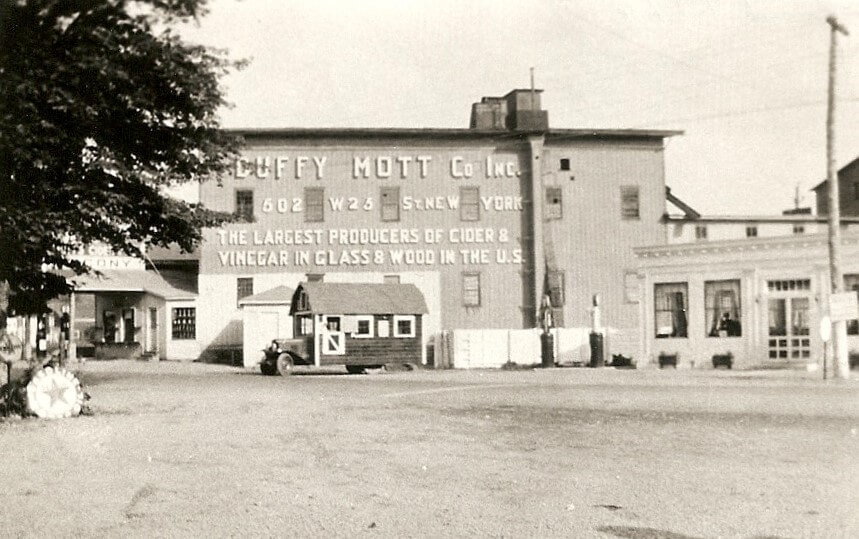 DUFFY MOTT Co INC.
602 W 25 ST. NEW YORK
THE LARGEST PRODUCERS OF CIDER &
VINEGAR IN GLASS & WOOD IN THE U.S.